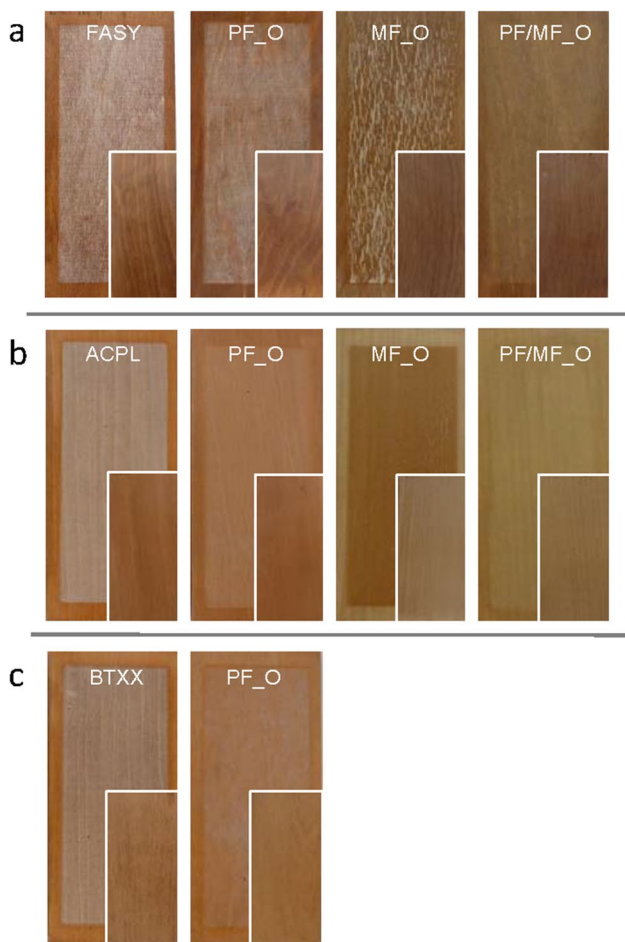 a
FASY PF_O MF_O PF/MF_O
b
ACPL PF_O MF_O PF/MF_O
c
BTXX PF_O